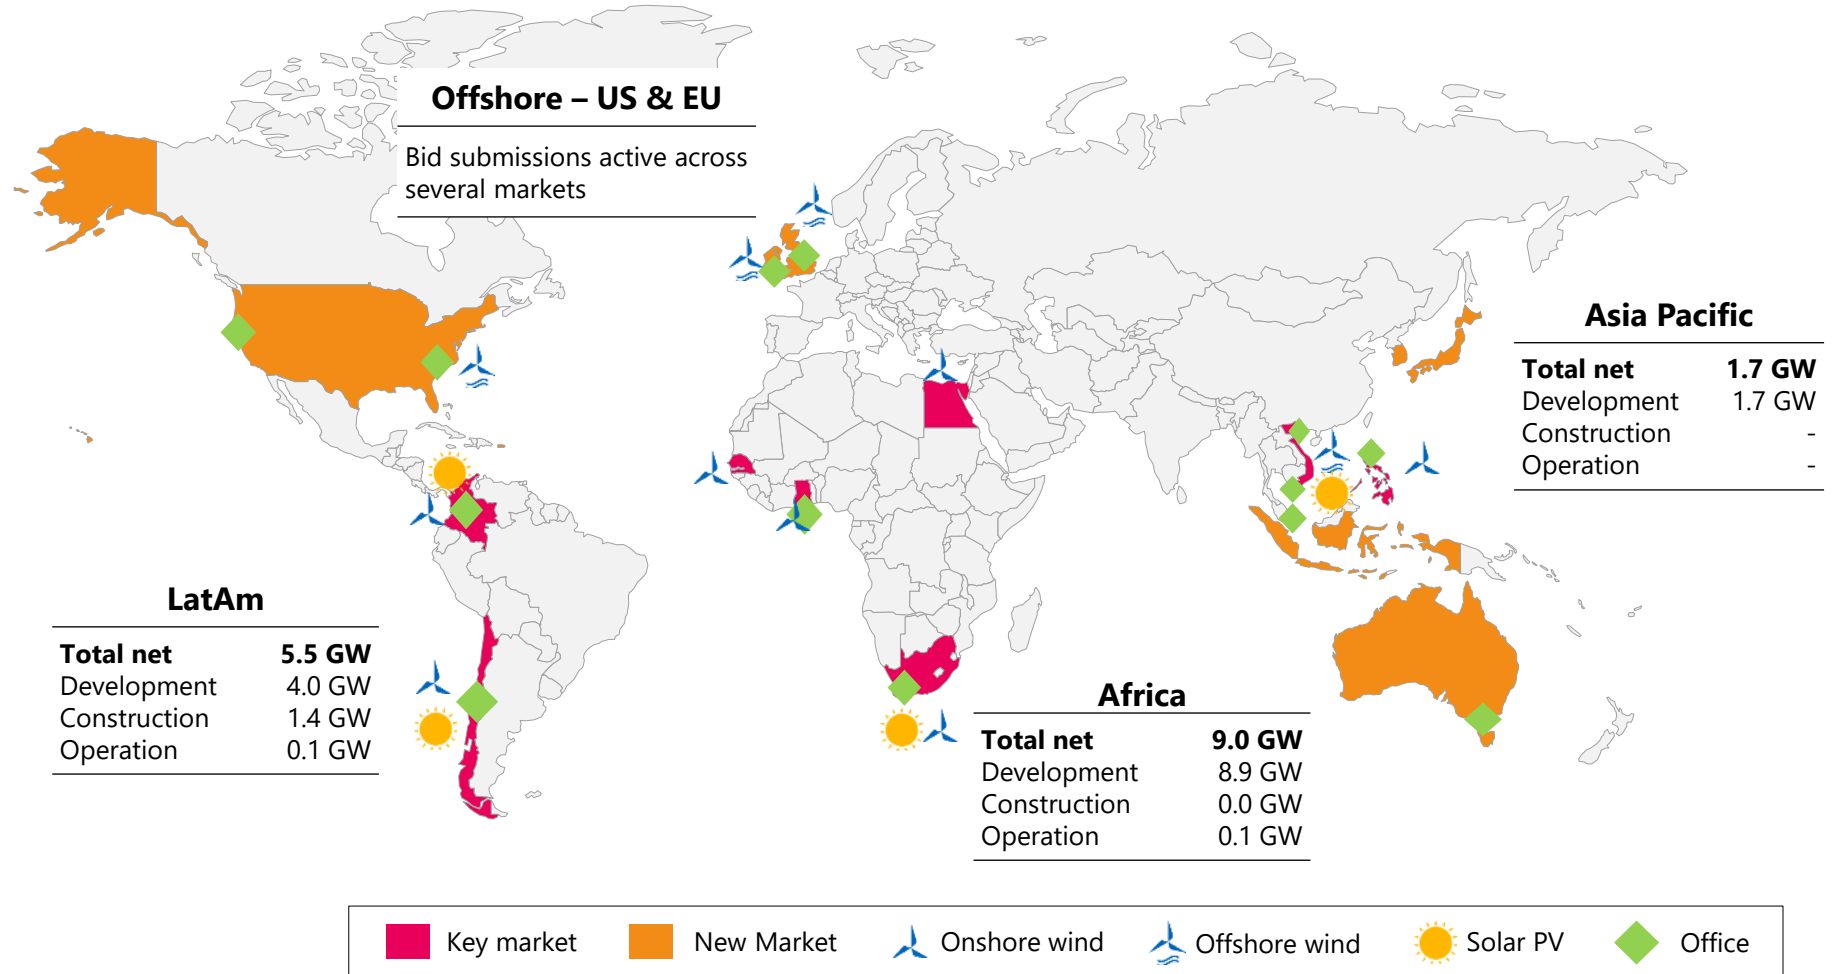 Offshore – US & EU
Bid submissions active across
several markets
Asia Pacific
Total net 1.7 GW
Development 1.7 GW
Construction -
Operation -
LatAm
Total net 5.5 GW
Development 4.0 GW
Construction 1.4 GW
Operation 0.1 GW
Africa
Total net 9.0 GW
Development 8.9 GW
Construction 0.0 GW
Operation 0.1 GW
Key market New Market Onshore wind Offshore wind Solar PV Office